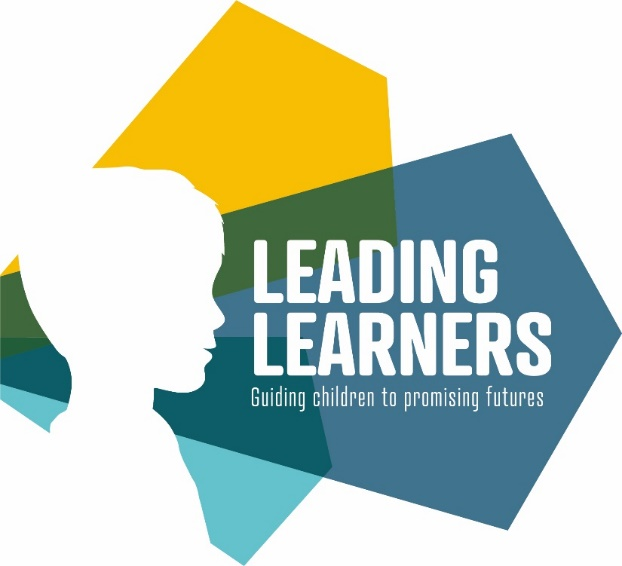 LEADING
LEARNERS
Guiding children to promising futures